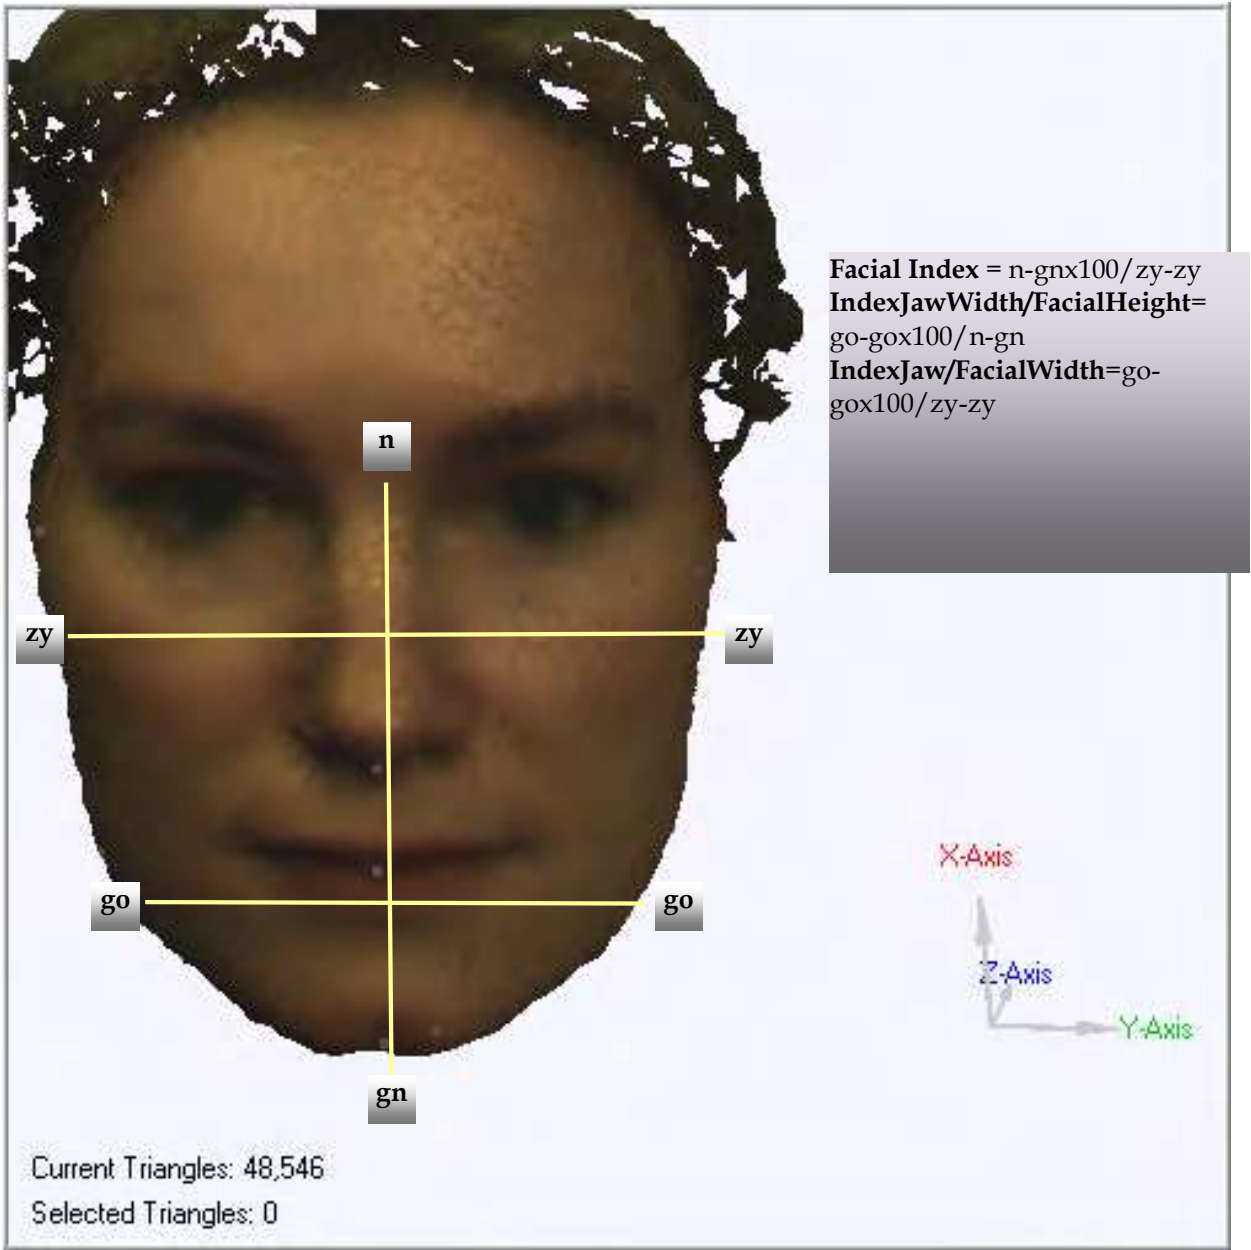 Facial Index = n-gnx100/zy-zy
IndexJawWidth/FacialHeight=
go-gox100/n-gn
IndexJaw/FacialWidth=go-
gox100/zy-zy
n
zy
zy
X-Axis
go
go
Z-Axis
Y-Axis
gn
Current Triangles: 48,546
Selected Triangles: 0